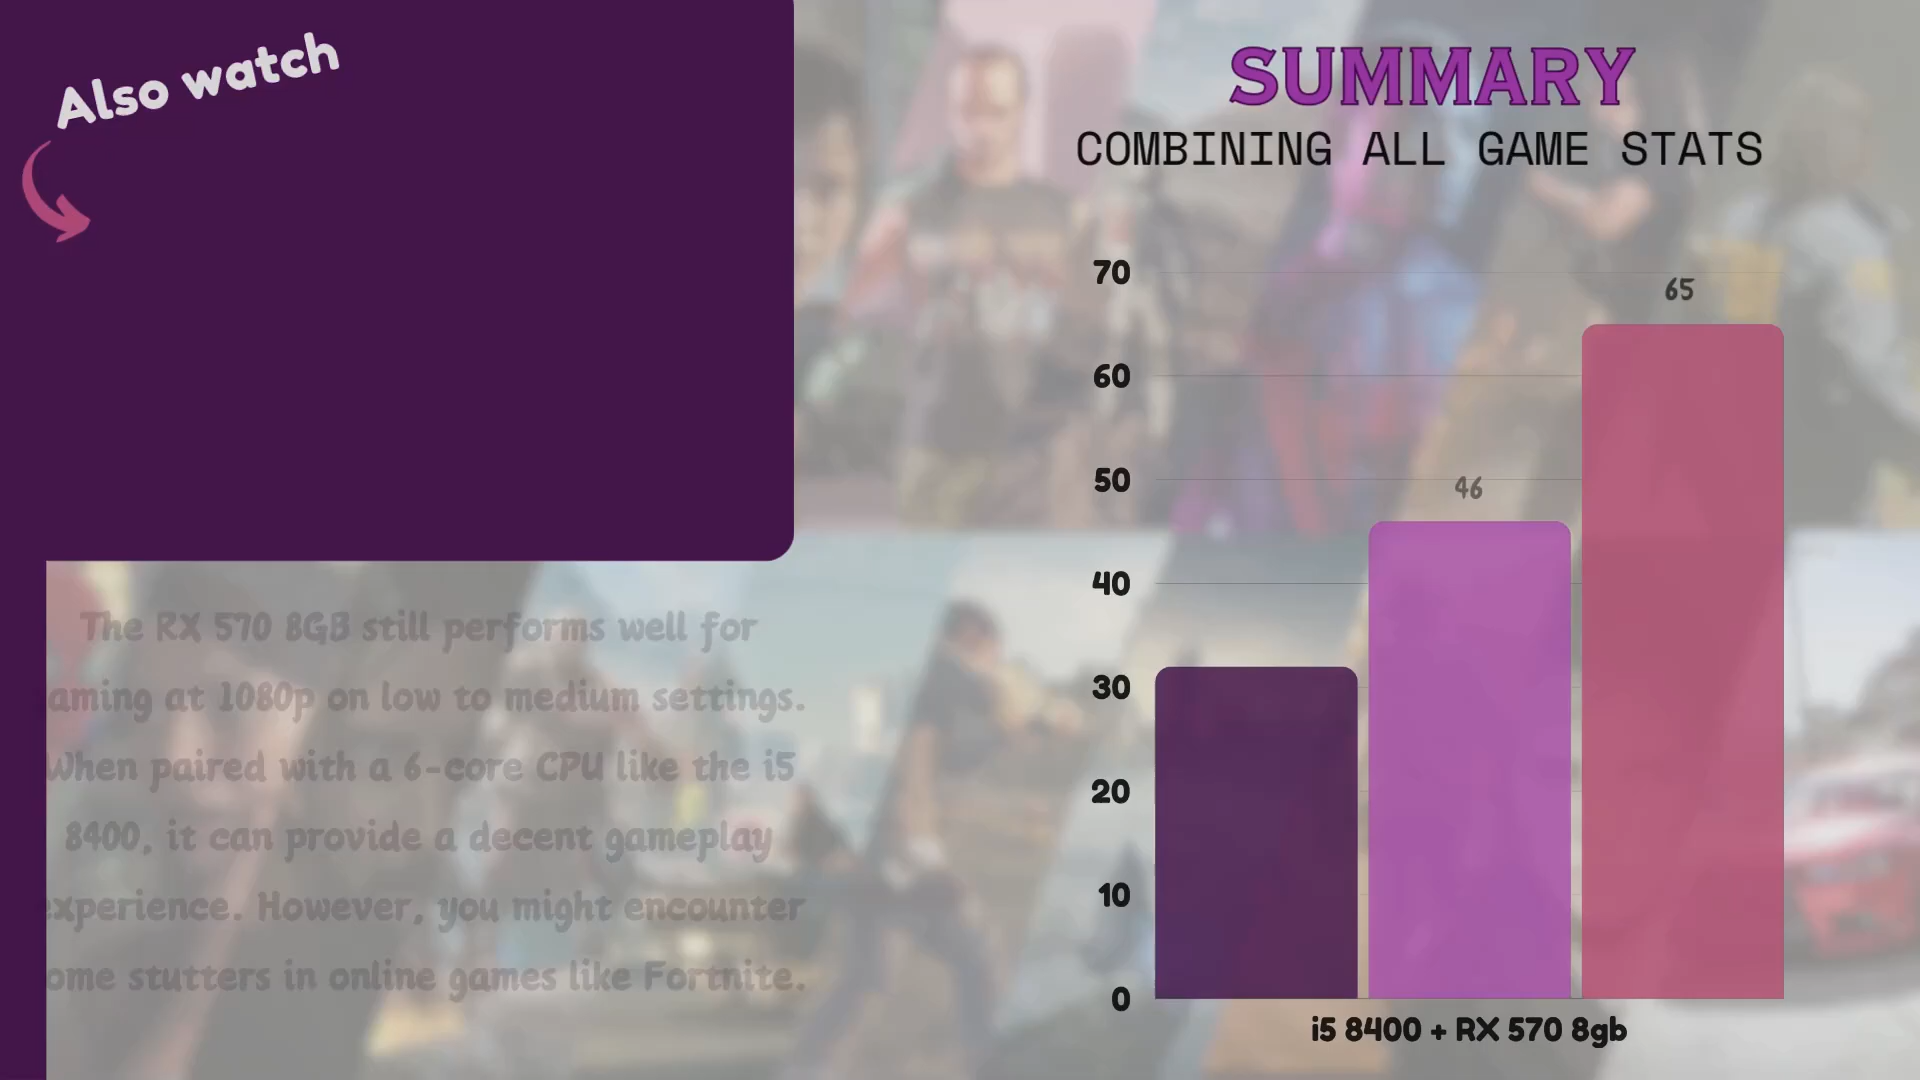 Also watch
SUMMARY
COMBINING ALL GAME STATS
70
60
50
40
30
20
10
0
65
46
i5 8400 + RX 570 8gb
The RX 570 8GB still performs well for
aming at 1080p on low to medium settings.
When paired with a 6-core CPU like the i5
8400, it can provide a decent gameplay
xperience. However, you might encounter
ome stutters in online games like Fortnite.